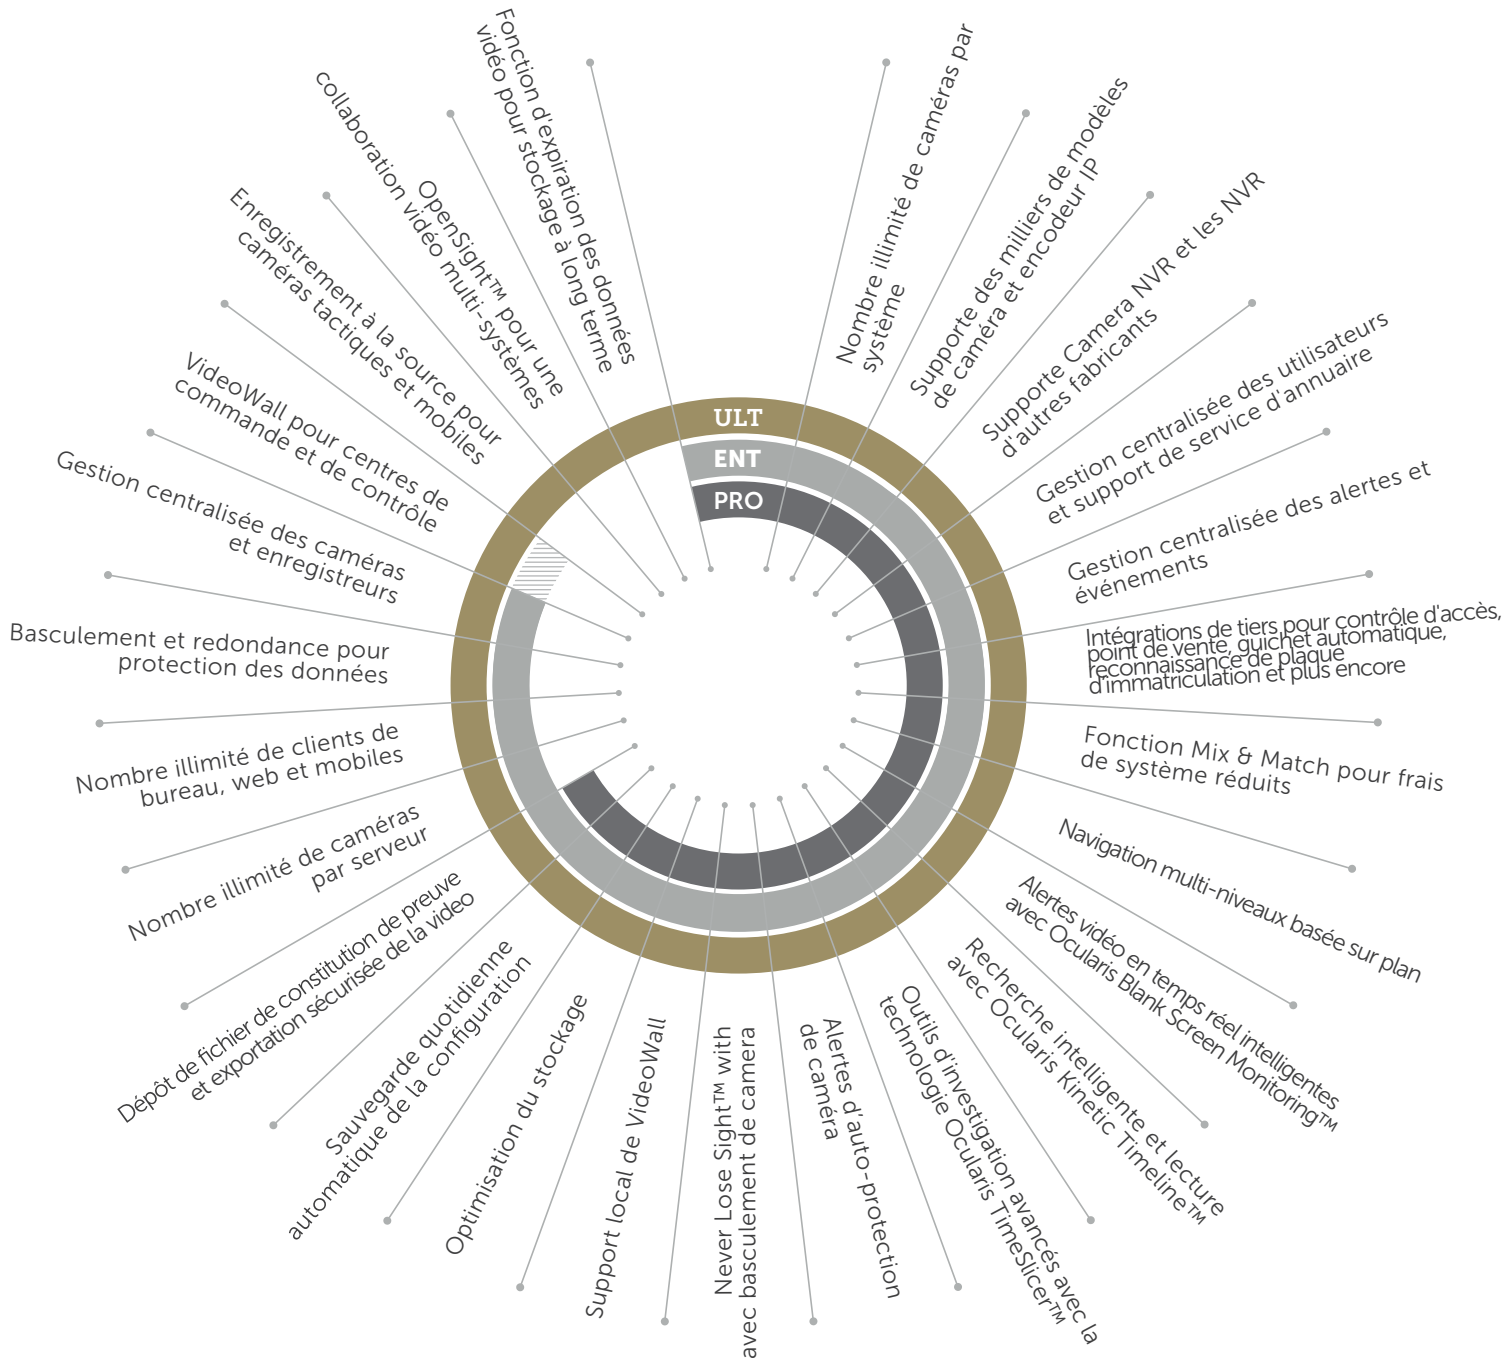 ULT
ENT
PRO
Nombre illimité de caméras par
système
Supporte des milliers de modèles
de caméra et encodeur IP
Supporte Camera NVR et les NVR
d'autres fabricants
Gestion centralisée des utilisateurs
et support de service d'annuaire
Gestion centralisée des alertes et
événements
Intégrations de tiers pour contrôle d'accès,
point de vente, guichet automatique,
reconnaissance de plaque
d'immatriculation et plus encore
Fonction Mix & Match pour frais
de système réduits
Navigation multi-niveaux basée sur plan
Alertes vidéo en temps réel intelligentes
avec Ocularis Blank Screen Monitoring™
Recherche intelligente et lecture
avec Ocularis Kinetic Timeline™
Outils d'investigation avancés avec la
technologie Ocularis TimeSlicer™
Alertes d'auto-protection
de caméra
Never Lose Sight™ with
avec basculement de camera
Support local de VideoWall
Optimisation du stockage
Sauvegarde quotidienne
automatique de la configuration
Dépôt de fichier de constitution de preuve
et exportation sécurisée de la video
Nombre illimité de caméras
par serveur
Nombre illimité de clients de
bureau, web et mobiles
Basculement et redondance pour
protection des données
Gestion centralisée des caméras
et enregistreurs
VideoWall pour centres de
commande et de contrôle
Enregistrement à la source pour
caméras tactiques et mobiles
OpenSight™ pour une
collaboration vidéo multi-systèmes
Fonction d'expiration des données
vidéo pour stockage à long terme